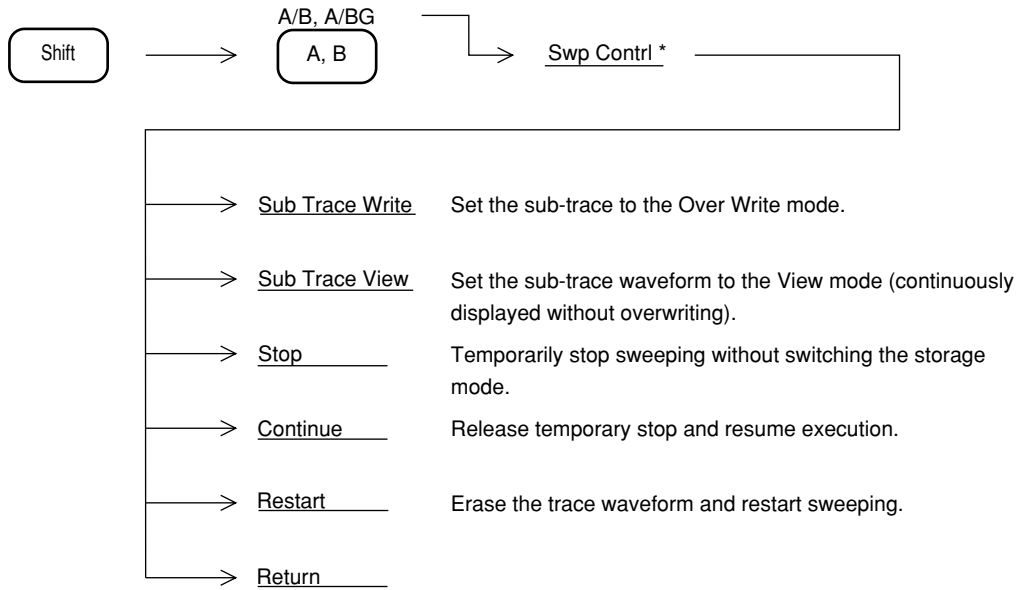 A/B, A/BG
Shift
A, B
Swp Contrl *
Sub Trace Write Set the sub-trace to the Over Write mode.
Sub Trace View Set the sub-trace waveform to the View mode (continuously
displayed without overwriting).
Stop Temporarily stop sweeping without switching the storage
mode.
Continue Release temporary stop and resume execution.
Restart Erase the trace waveform and restart sweeping.
Return